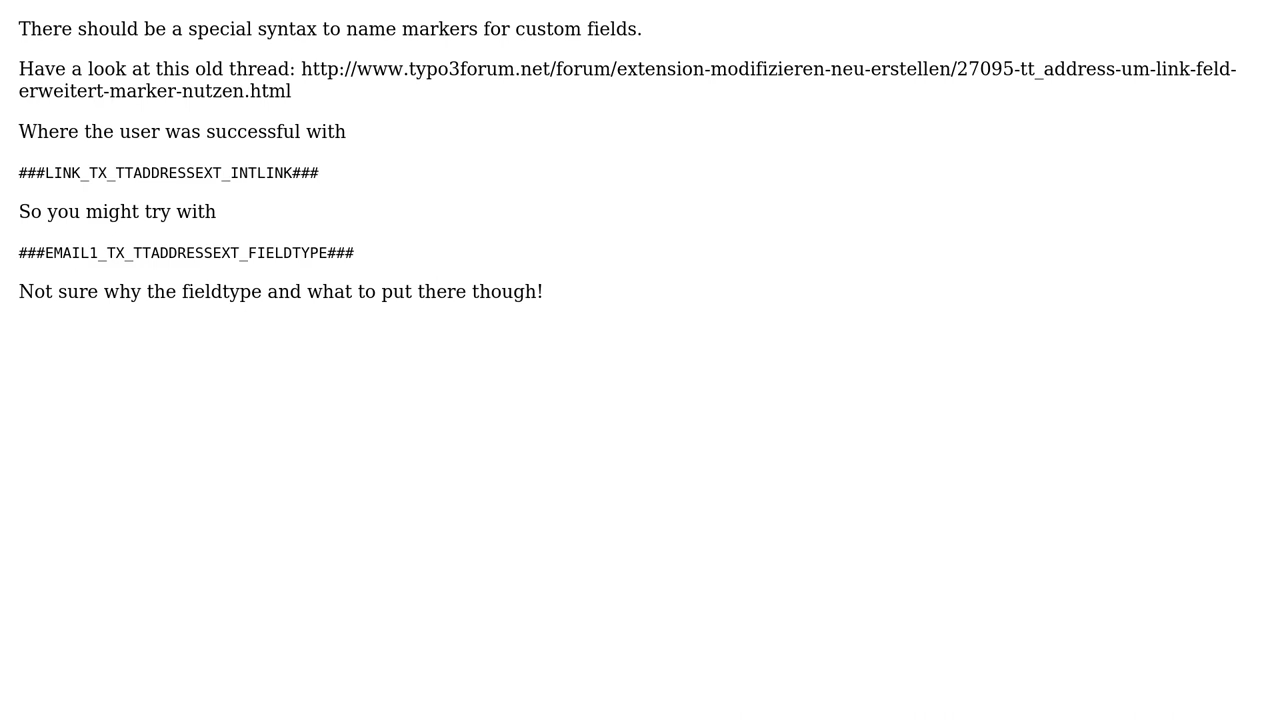 There should be a special syntax to name markers for custom fields.
Have a look at this old thread: http://www.typo3forum.net/forum/extension-modifizieren-neu-erstellen/27095-tt_address-um-link-feld-
erweitert-marker-nutzen.html
Where the user was successful with
###LINK_TX_TTADDRESSEXT_INTLINK###
So you might try with
###EMAIL1_TX_TTADDRESSEXT_FIELDTYPE###
Not sure why the fieldtype and what to put there though!